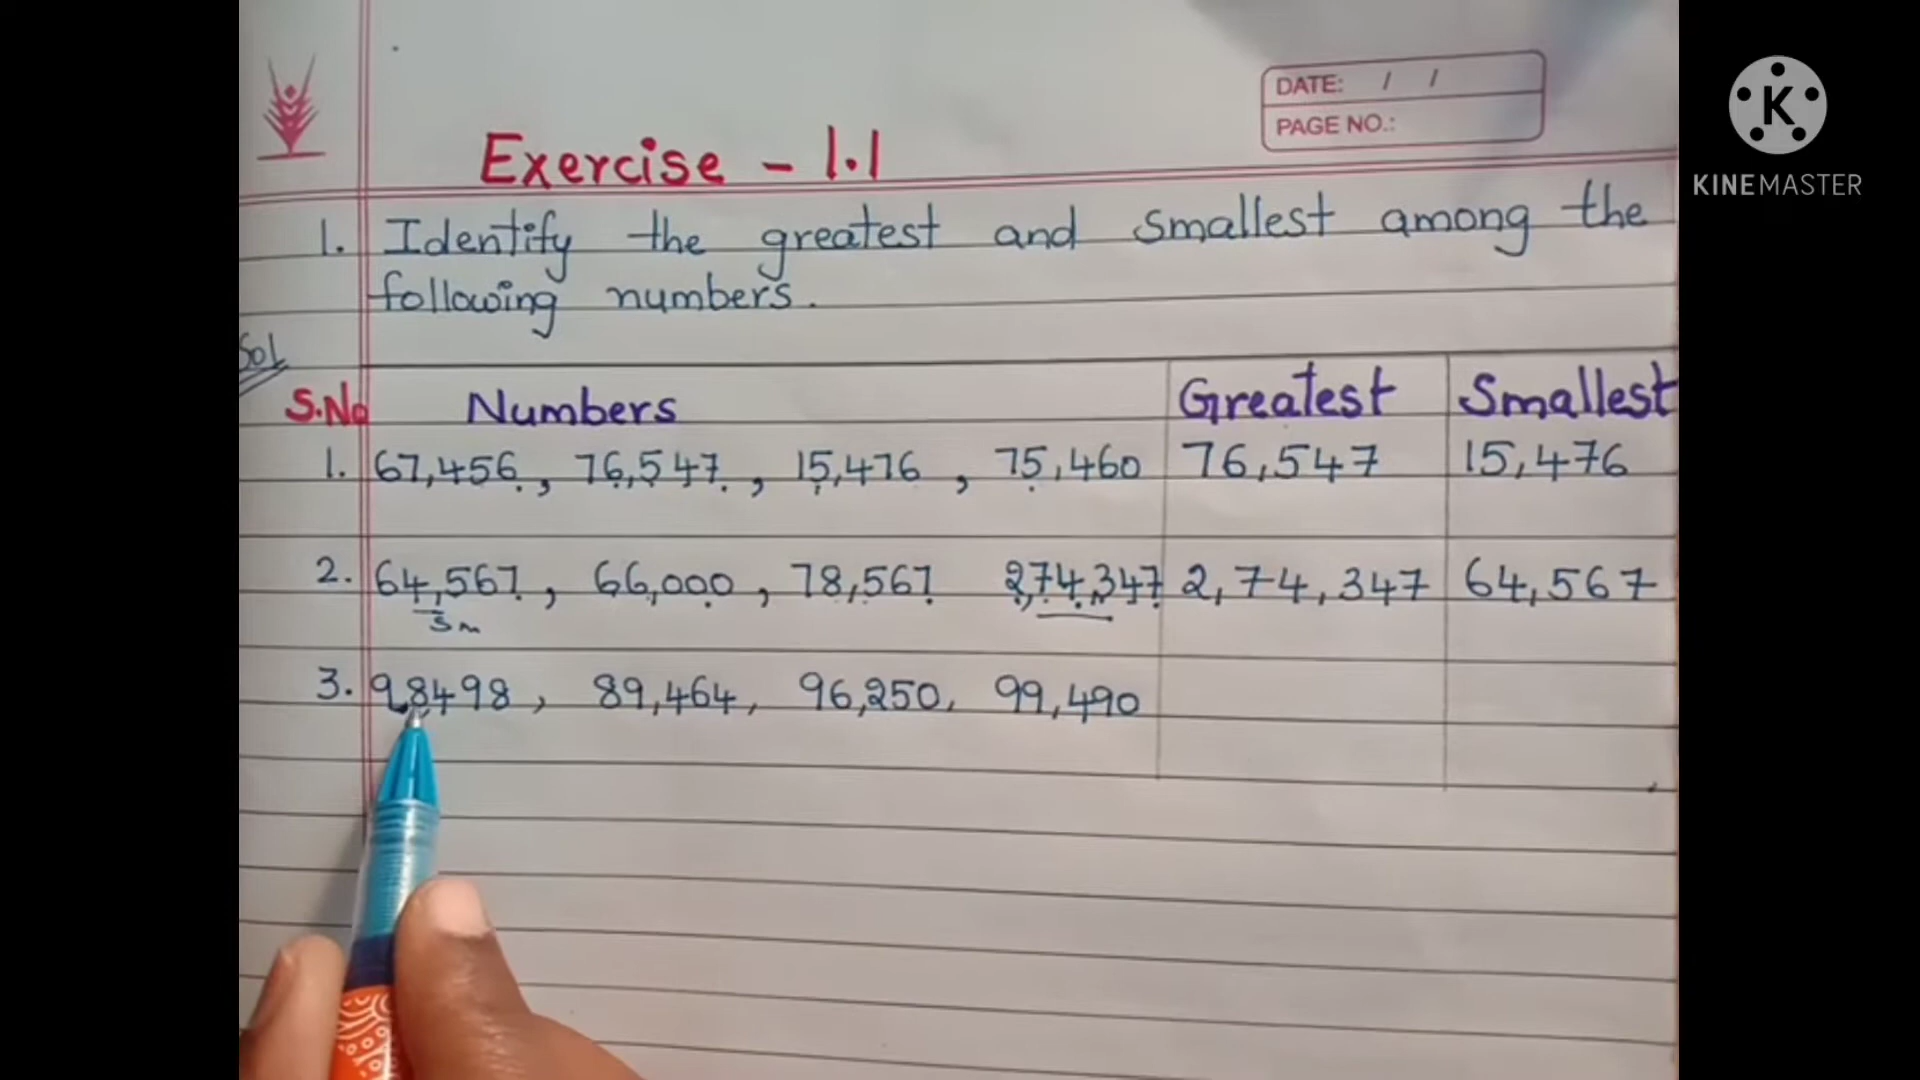 DATE: / /
PAGE NO.:
KINEMASTER
Exercise - 1.1
1. Identify the greatest and smallest among the
following numbers.
Sol
S.No Numbers Greatest Smallest
1. 67,456, 76,547, 15,476, 75,460 76,547 15,476
2. 64,567, 66,000, 78,567 2,74,347 2,74,347 64,567
Sm
3. 98498, 89,464, 96,250, 99,490